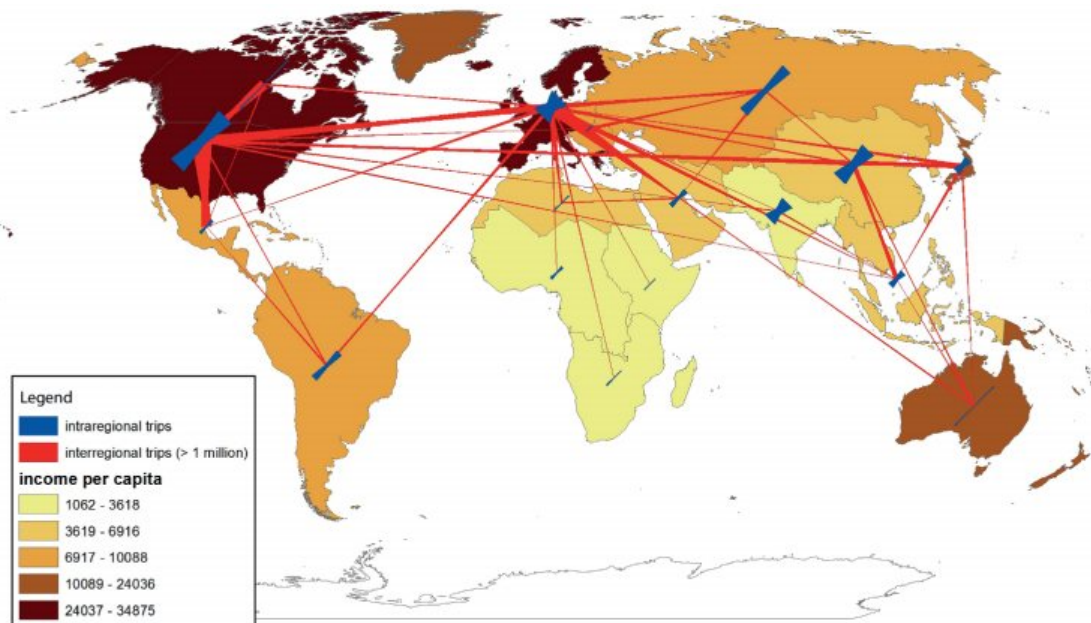 Legend
intraregional trips
interregional trips (> 1 million)
income per capita
1062 - 3618
3619 - 6916
6917 - 10088
10089 - 24036
24037 - 34875